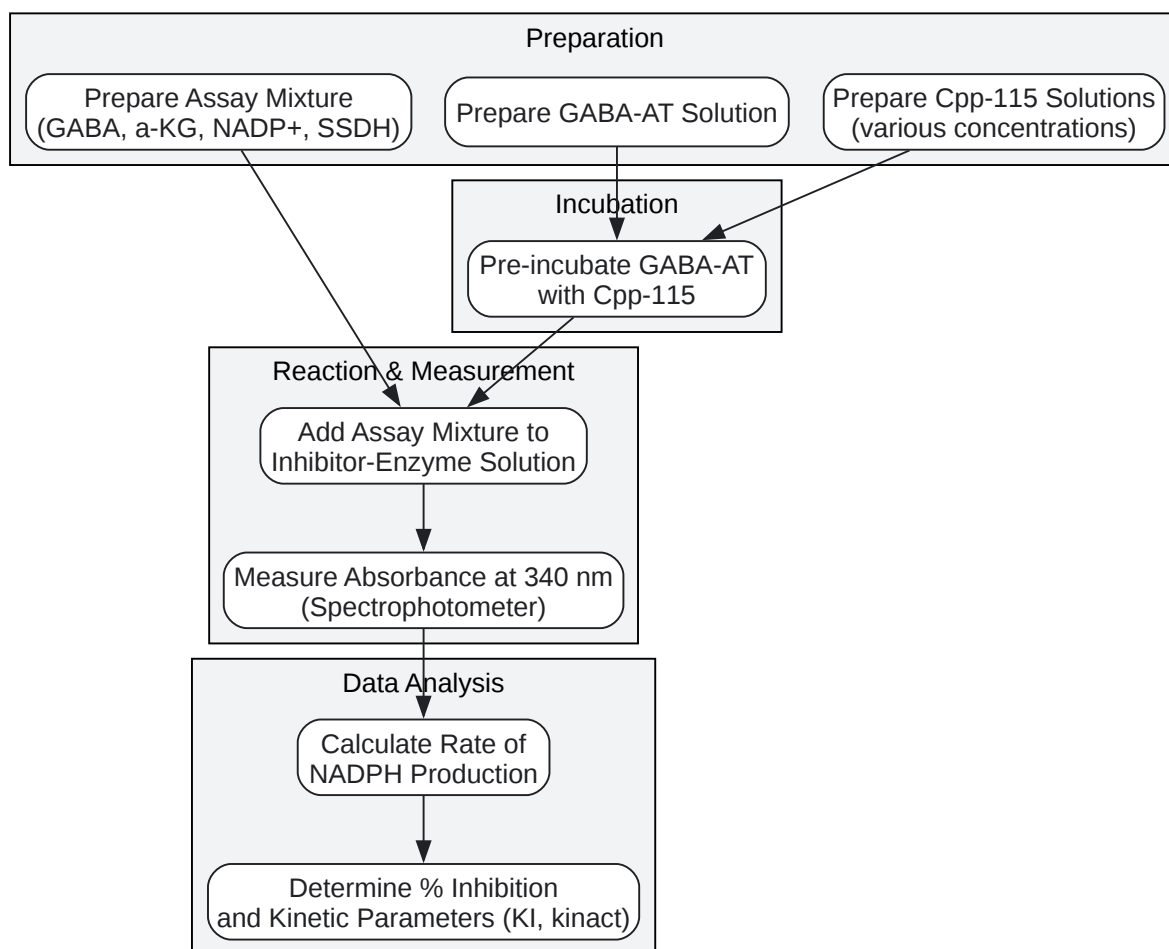 Preparation
Prepare Assay Mixture
(GABA, a-KG, NADP+, SSDH)
Prepare GABA-AT Solution
Prepare Cpp-115 Solutions
(various concentrations)
Incubation
Pre-incubate GABA-AT
with Cpp-115
Reaction & Measurement
Add Assay Mixture to
Inhibitor-Enzyme Solution
Measure Absorbance at 340 nm
(Spectrophotometer)
Data Analysis
Calculate Rate of
NADPH Production
Determine % Inhibition
and Kinetic Parameters (KI, kinact)